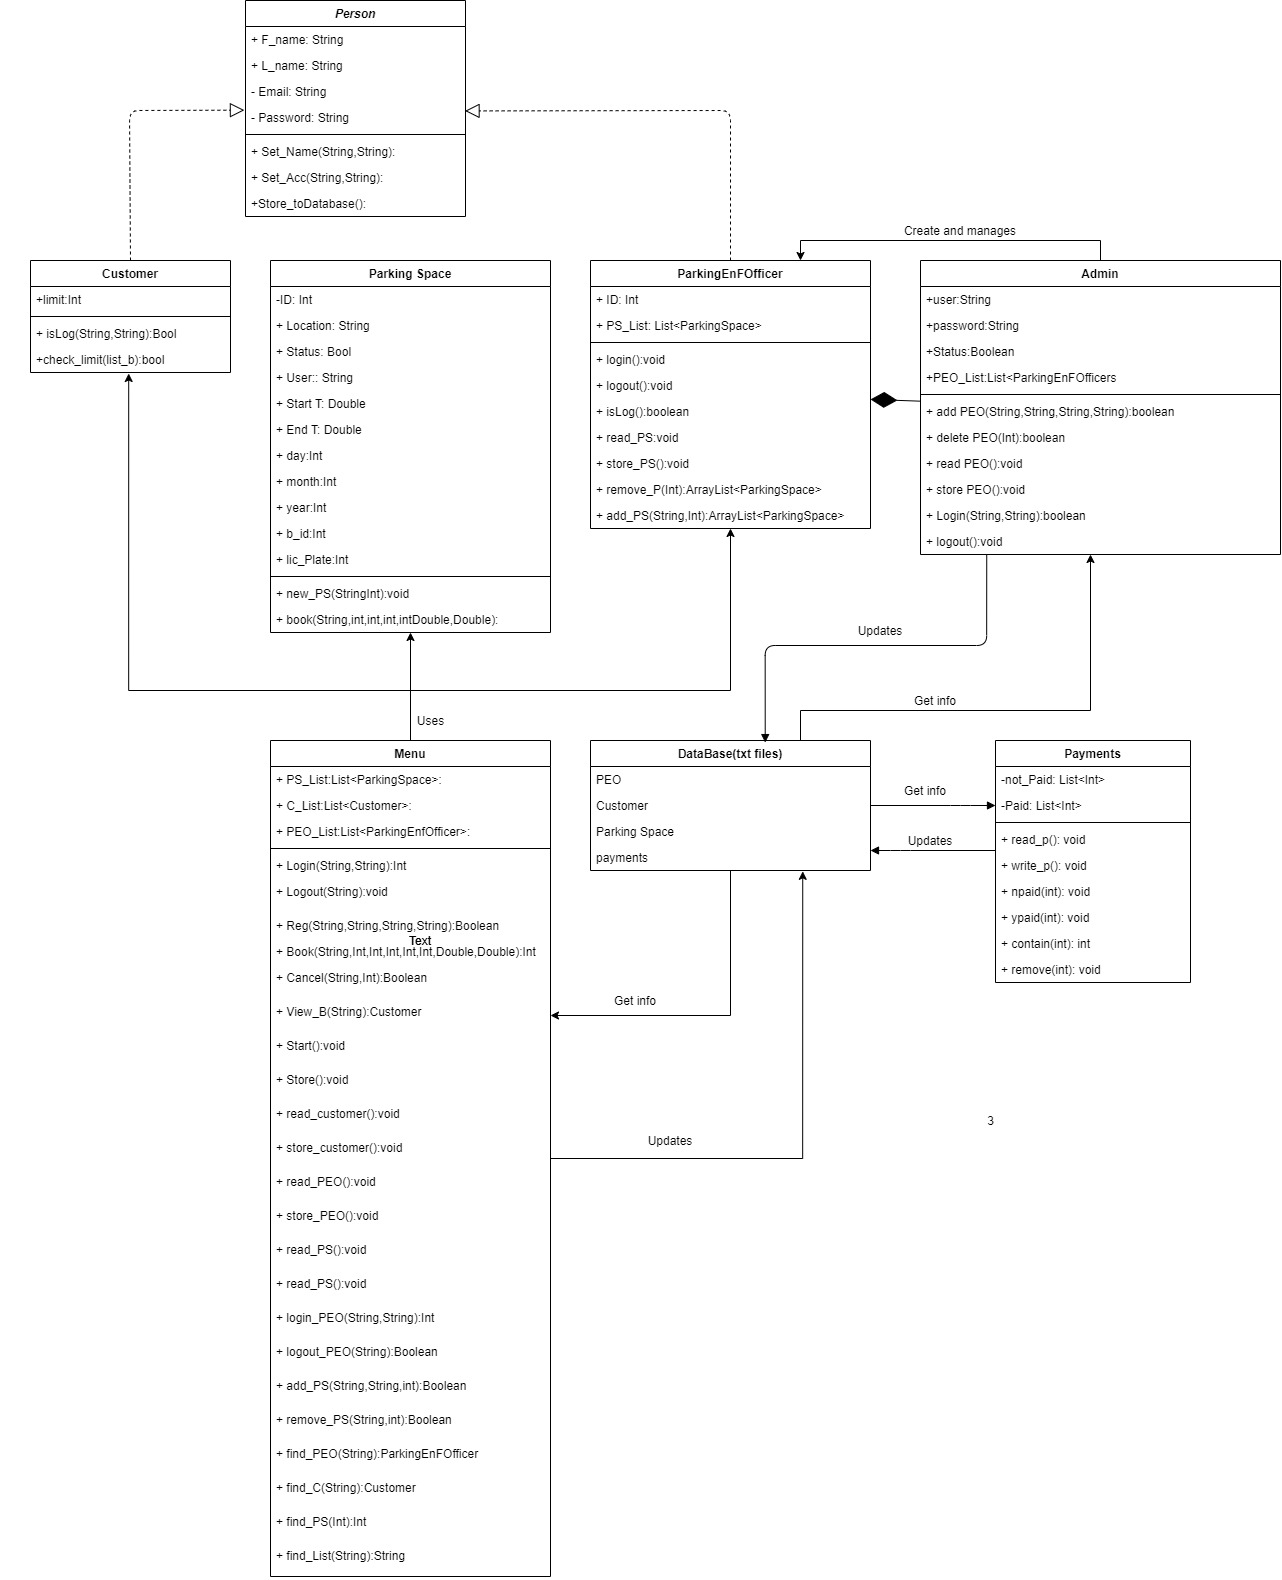 Person
+ F_name: String
+ L_name: String
- Email: String
- Password: String
+ Set_Name(String,String):
+ Set_Acc(String,String):
+Store_toDatabase():
Create and manages
Customer
+limit:Int
+ isLog(String,String):Bool
+check_limit(list_b):bool
Parking Space
-ID: Int
+ Location: String
+ Status: Bool
+ User:: String
+ Start T: Double
+ End T: Double
+ day:Int
+ month:Int
+ year:Int
+ b_id:Int
+ lic_Plate:Int
+ new_PS(StringInt):void
+ book(String,int,int,int,intDouble,Double):
ParkingEnFOfficer
+ ID: Int
+ PS_List: List<ParkingSpace>
+ login():void
+ logout():void
+ isLog():boolean
+ read_PS:void
+ store_PS():void
+ remove_P(Int):ArrayList<ParkingSpace>
+ add_PS(String,Int):ArrayList<ParkingSpace>
Admin
+user:String
+password:String
+Status:Boolean
+PEO_List:List<ParkingEnFOfficers
+ add PEO(String,String,String,String):boolean
+ delete PEO(Int):boolean
+ read PEO():void
+ store PEO():void
+ Login(String,String):boolean
+ logout():void
Updates
Get info
Uses
Menu
+ PS_List:List<ParkingSpace>:
+ C_List:List<Customer>:
+ PEO_List:List<ParkingEnfOfficer>:
+ Login(String,String):Int
+ Logout(String):void
+ Reg(String,String,String,String):Boolean
Text
+ Book(String,Int,Int,Int,Int,Int,Double,Double):Int
+ Cancel(String,Int):Boolean
+ View_B(String):Customer
+ Start():void
+ Store():void
+ read_customer():void
+ store_customer():void
+ read_PEO():void
+ store_PEO():void
+ read_PS():void
+ read_PS():void
+ login_PEO(String,String):Int
+ logout_PEO(String):Boolean
+ add_PS(String,String,int):Boolean
+ remove_PS(String,int):Boolean
+ find_PEO(String):ParkingEnFOfficer
+ find_C(String):Customer
+ find_PS(Int):Int
+ find_List(String):String
DataBase(txt files)
PEO
Customer
Parking Space
payments
Get info
Updates
Payments
-not_Paid: List<Int>
-Paid: List<Int>
+ read_p(): void
+ write_p(): void
+ npaid(int): void
+ ypaid(int): void
+ contain(int): int
+ remove(int): void
Get info
Updates
3